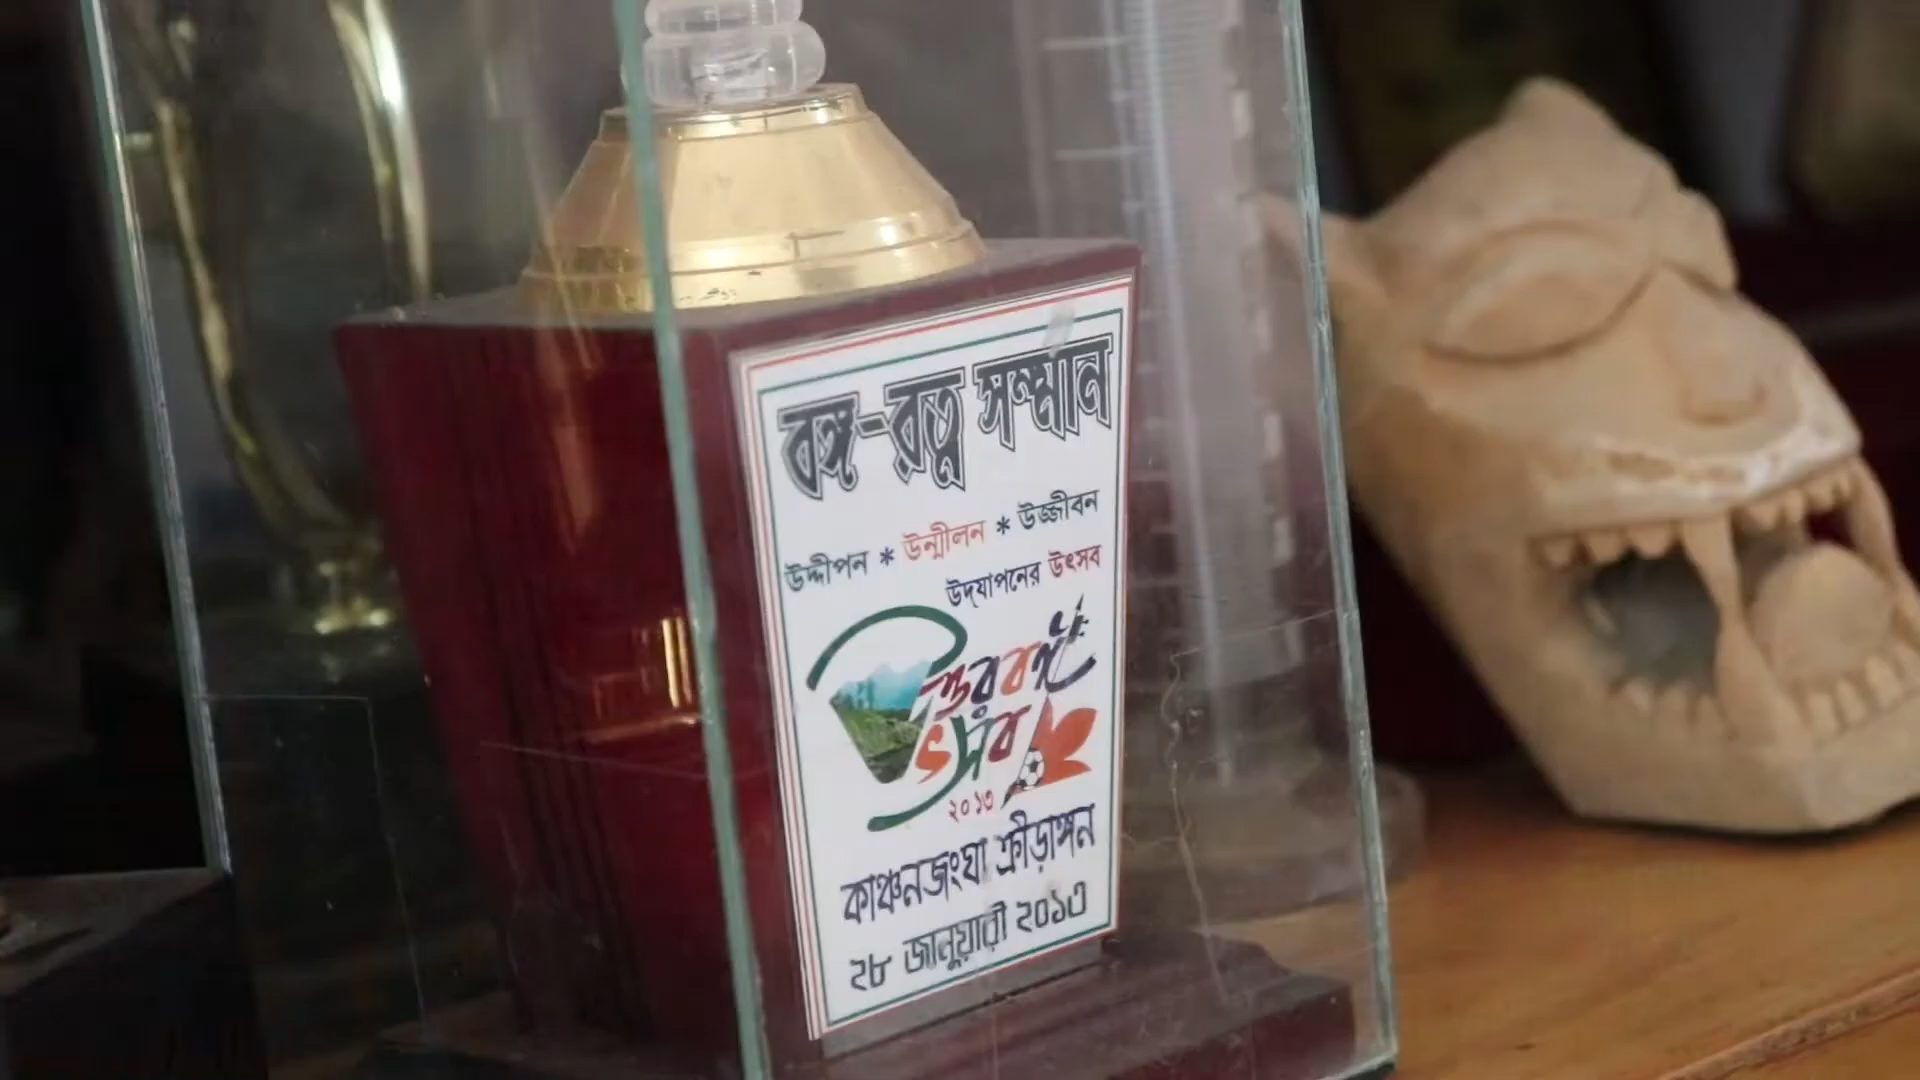 বঙ্গ-রত্ন সম্মান
উদ্দীপন * উন্মীলন * উজ্জীবন
উদ্‌যাপনের উৎসব
উত্তরবঙ্গ
উৎসব
২০১৩
কাঞ্চনজংঘা ক্রীড়াঙ্গন
২৮ জানুয়ারী ২০১৩